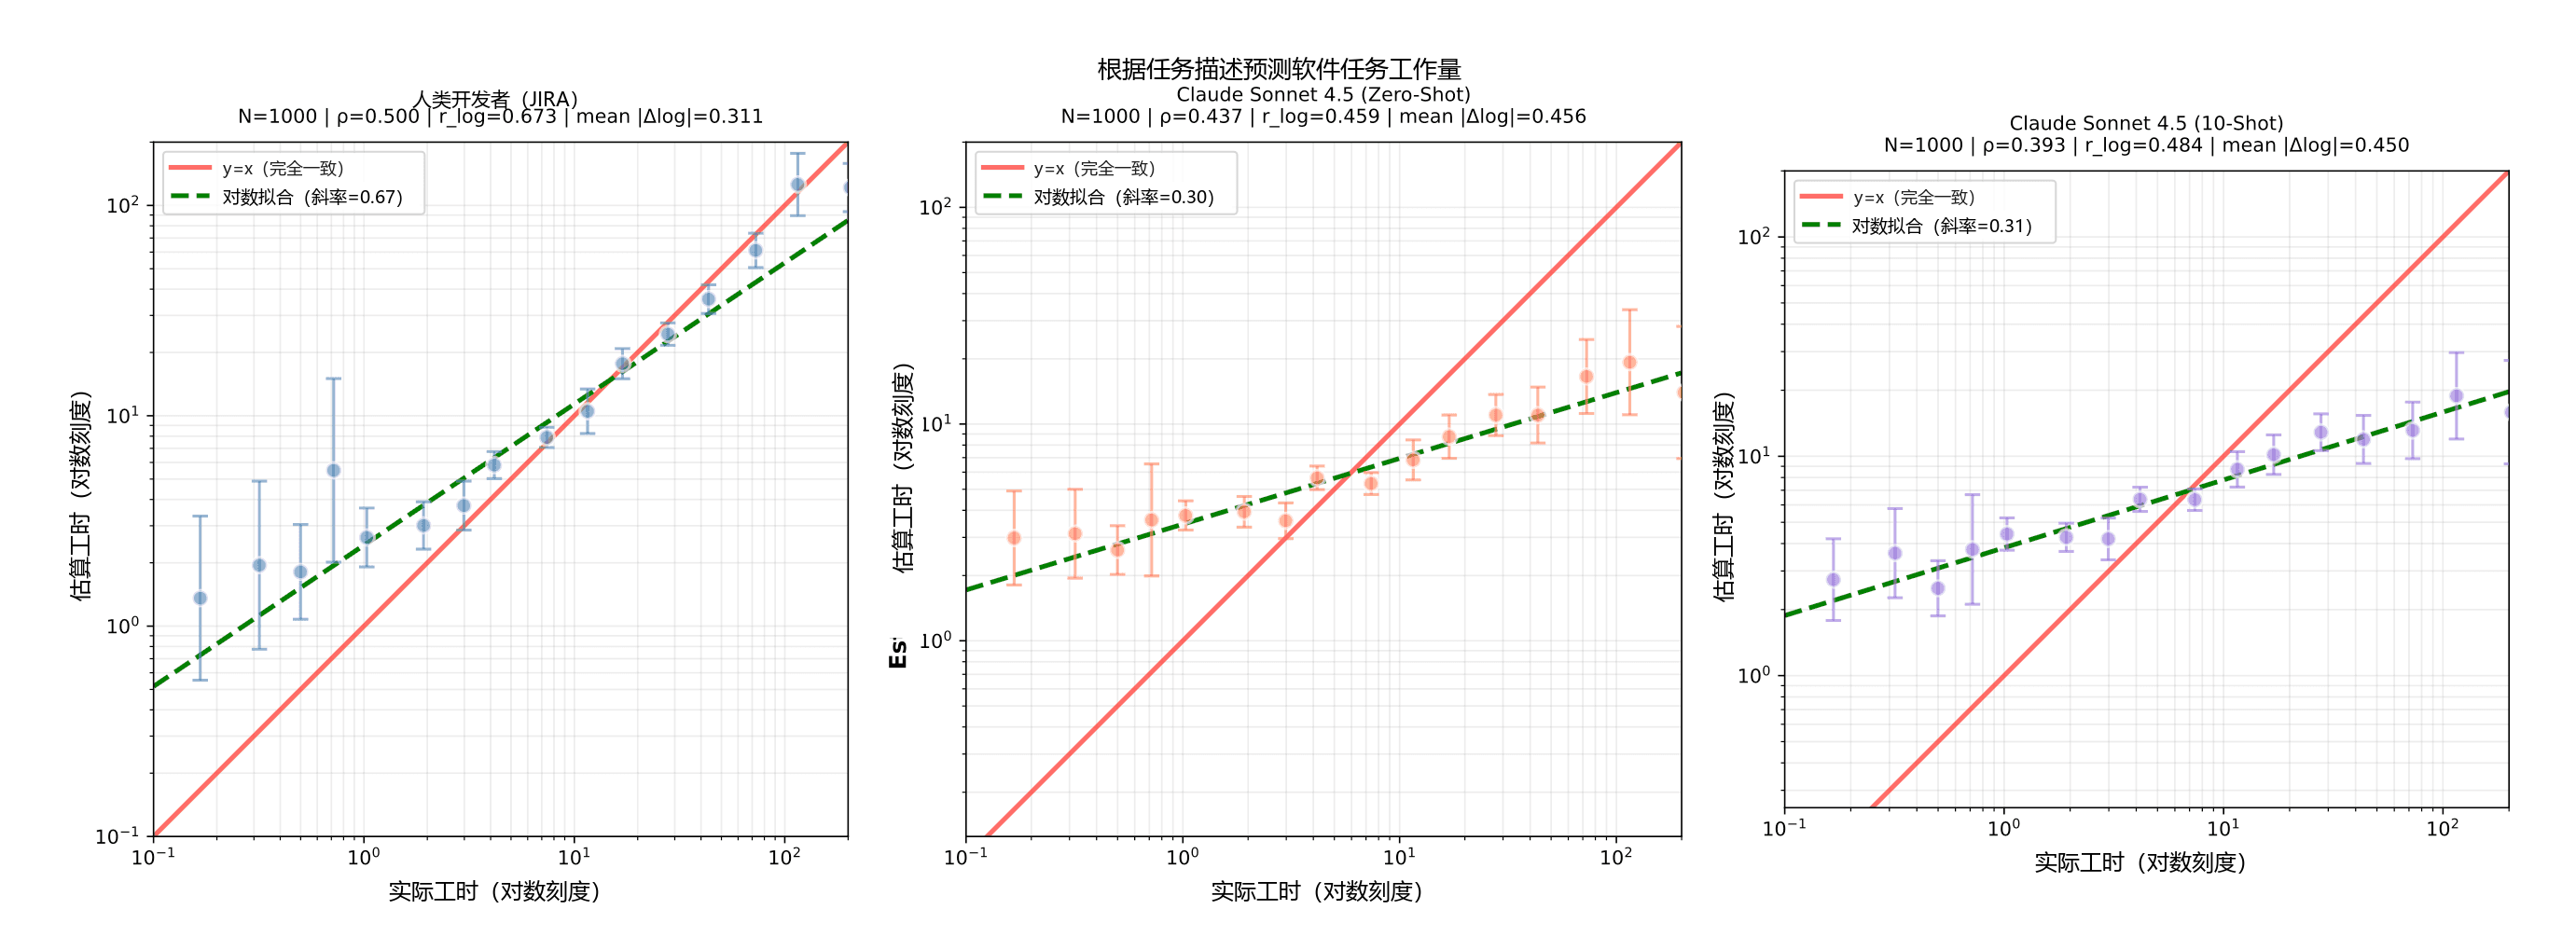 根据任务描述预测软件任务工作量
人类开发者（JIRA）
N=1000 | ρ=0.500 | r_log=0.673 | mean |Δlog|=0.311
y=x（完全一致）
对数拟合（斜率=0.67）
估算工时（对数刻度）
10²
10¹
10⁰
10⁻¹
10⁻¹ 10⁰ 10¹ 10²
实际工时（对数刻度）
Claude Sonnet 4.5 (Zero-Shot)
N=1000 | ρ=0.437 | r_log=0.459 | mean |Δlog|=0.456
y=x（完全一致）
对数拟合（斜率=0.30）
估算工时（对数刻度）
Es
10²
10¹
10⁰
10⁻¹ 10⁰ 10¹ 10²
实际工时（对数刻度）
Claude Sonnet 4.5 (10-Shot)
N=1000 | ρ=0.393 | r_log=0.484 | mean |Δlog|=0.450
y=x（完全一致）
对数拟合（斜率=0.31）
估算工时（对数刻度）
10²
10¹
10⁰
10⁻¹ 10⁰ 10¹ 10²
实际工时（对数刻度）